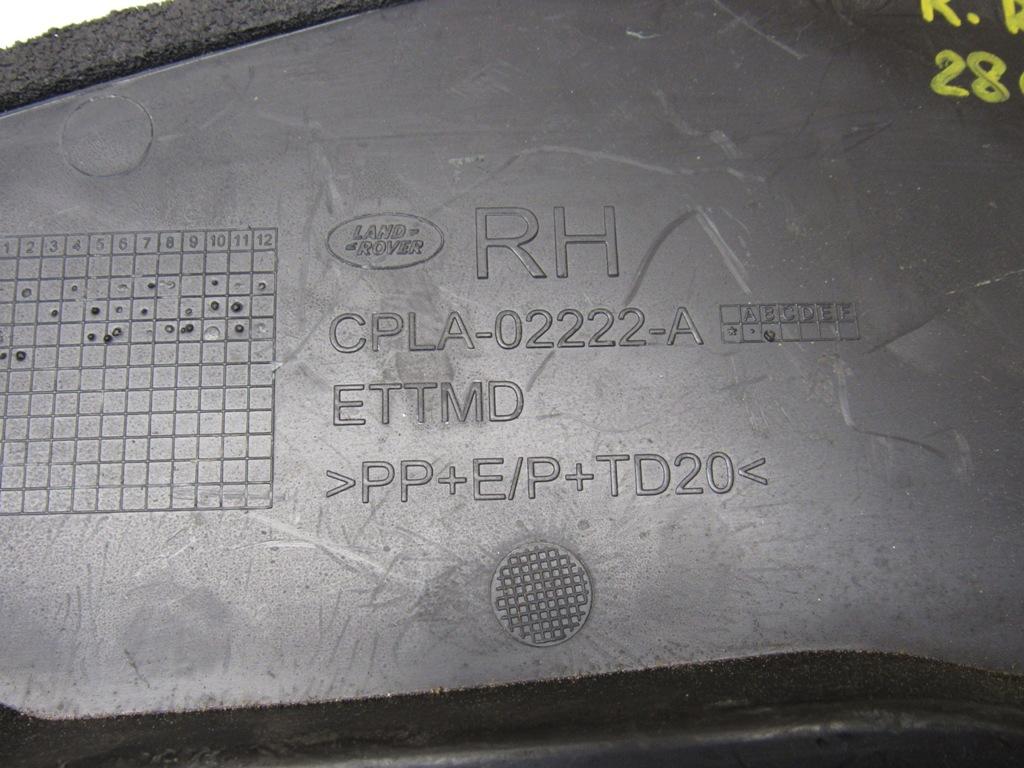 R.
28
1 2 3 4 5 6 7 8 9 10 11 12
LAND-
ROVER
RH
CPLA-02222-A
A B C D E F
ETTMD
>PP+E/P+TD20<